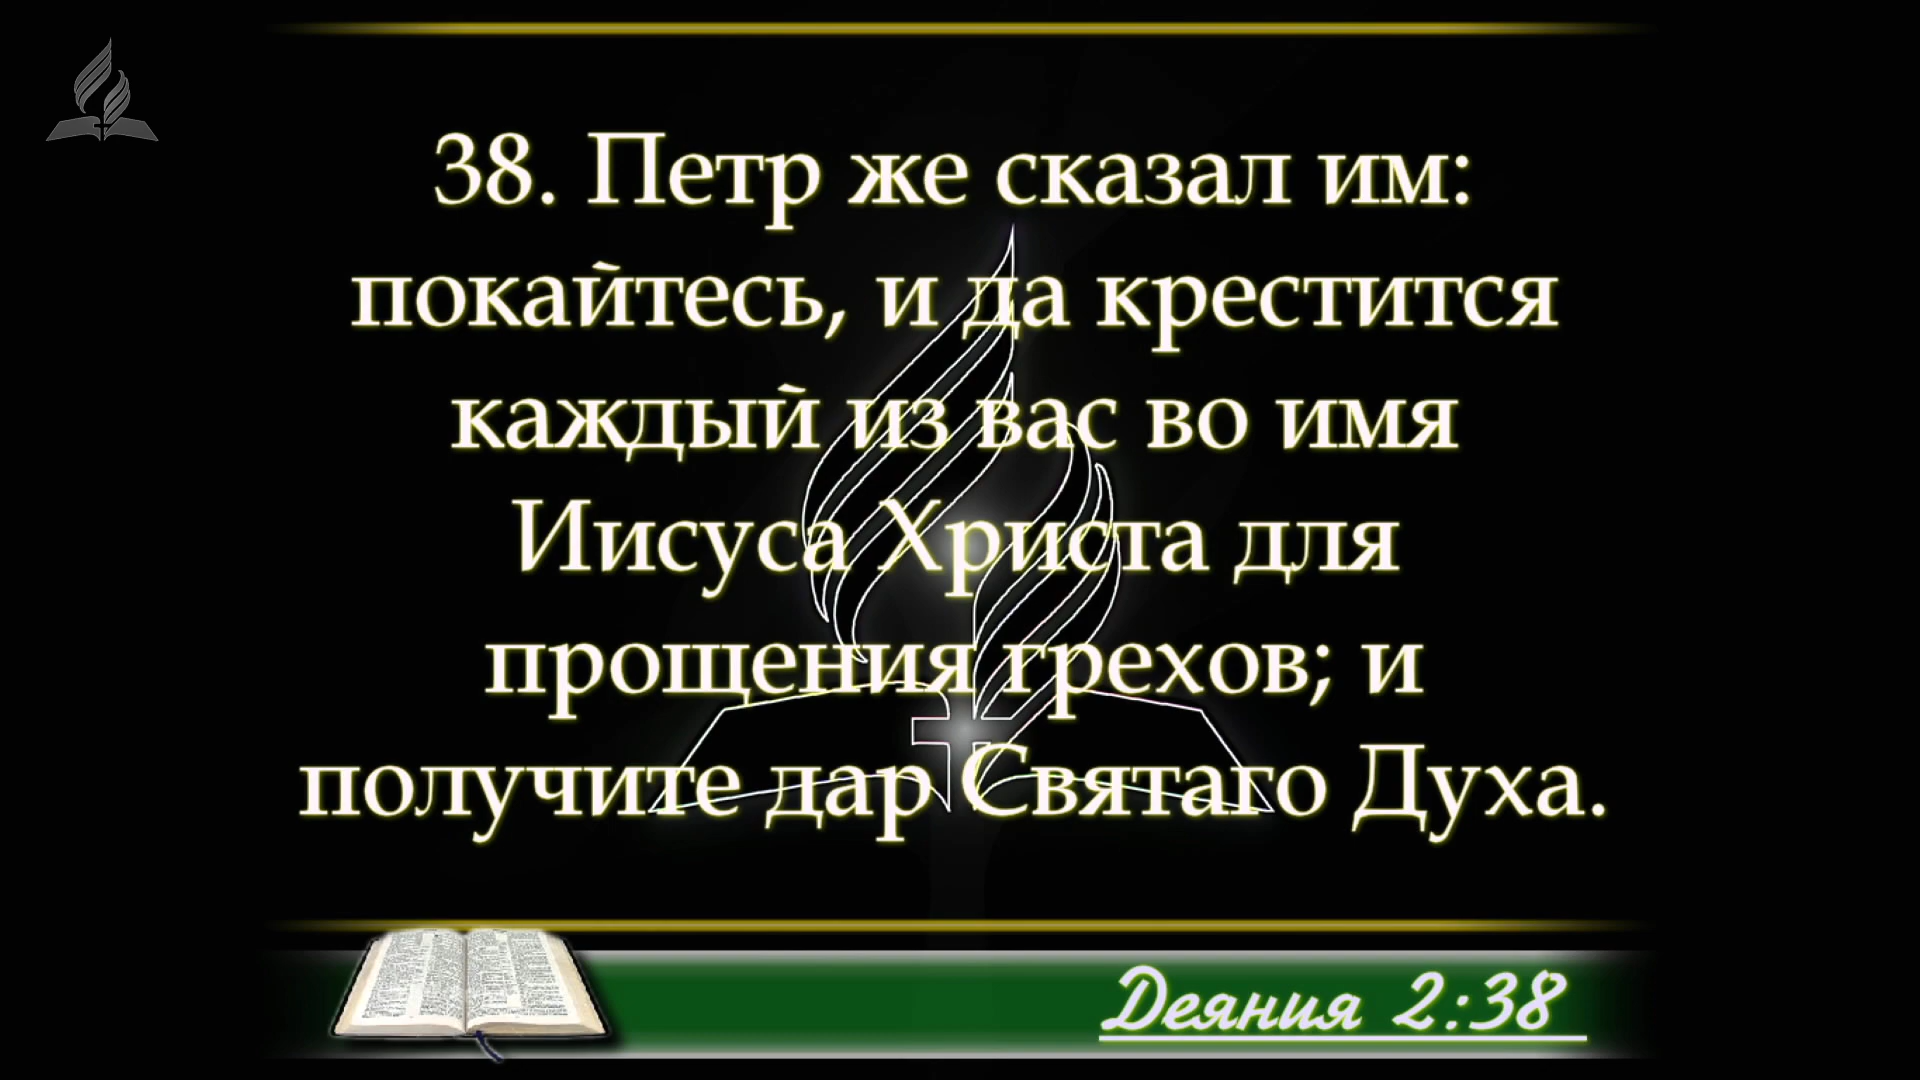 38. Петр же сказал им:
покайтесь, и да крестится
каждый из вас во имя
Иисуса Христа для
прощения грехов; и
получите дар Святаго Духа.
Деяния 2:38